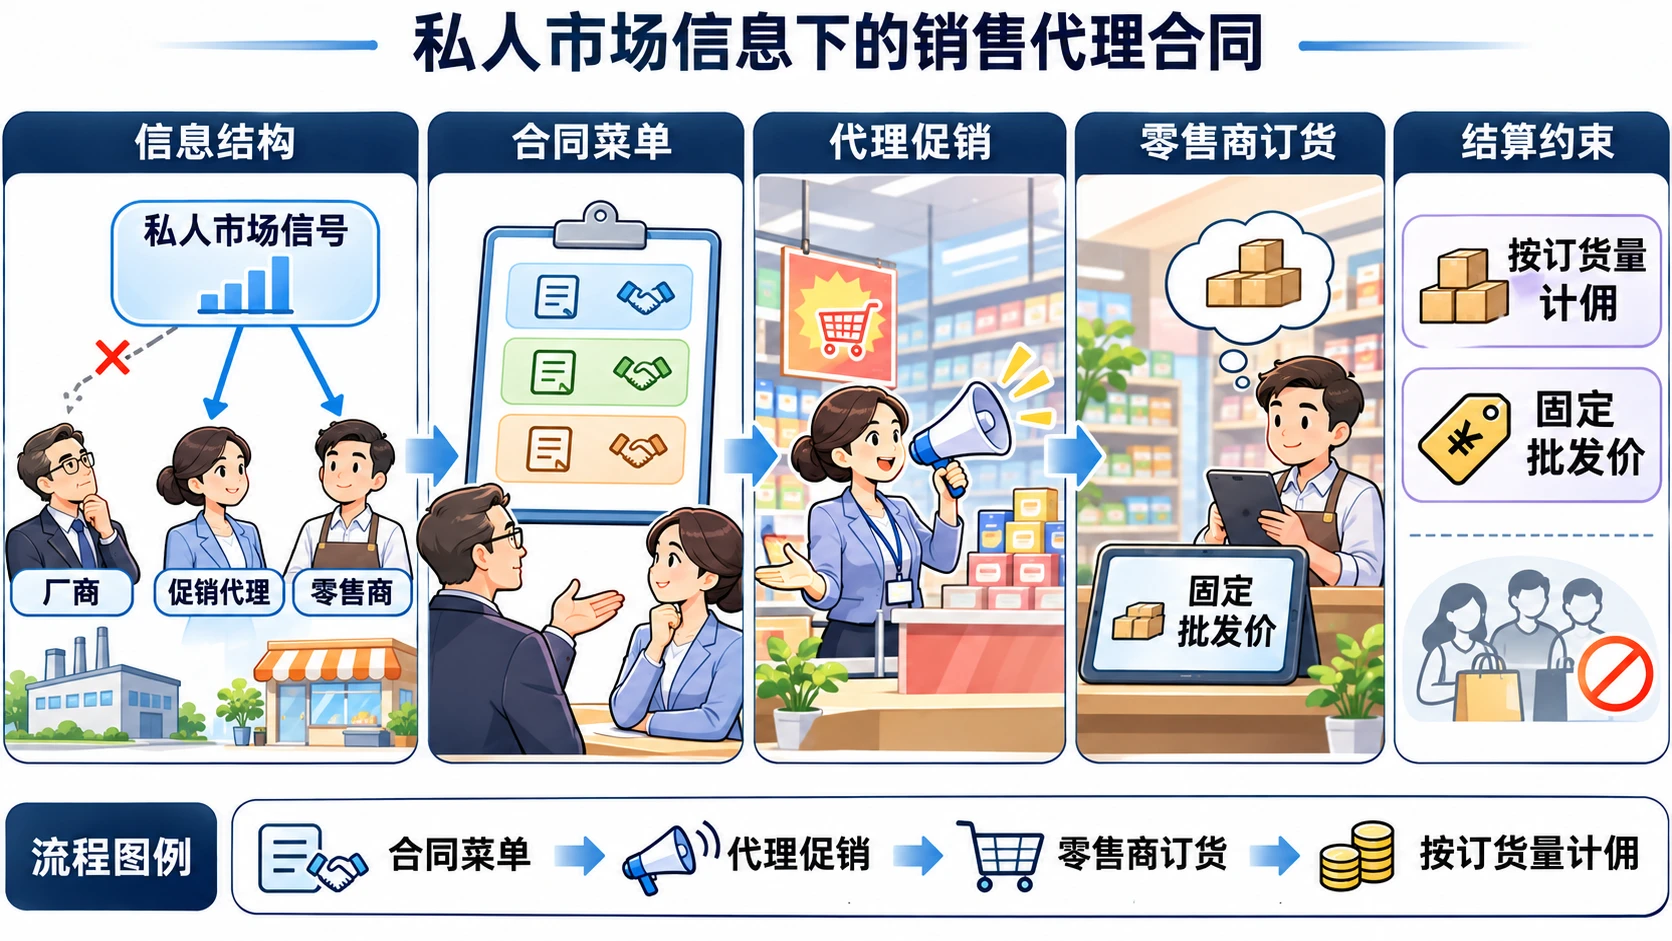 私人市场信息下的销售代理合同
信息结构
私人市场信号
厂商
促销代理
零售商
合同菜单
代理促销
零售商订货
固定
批发价
结算约束
按订货量
计佣
¥
固定
批发价
流程图例
合同菜单
代理促销
零售商订货
按订货量计佣